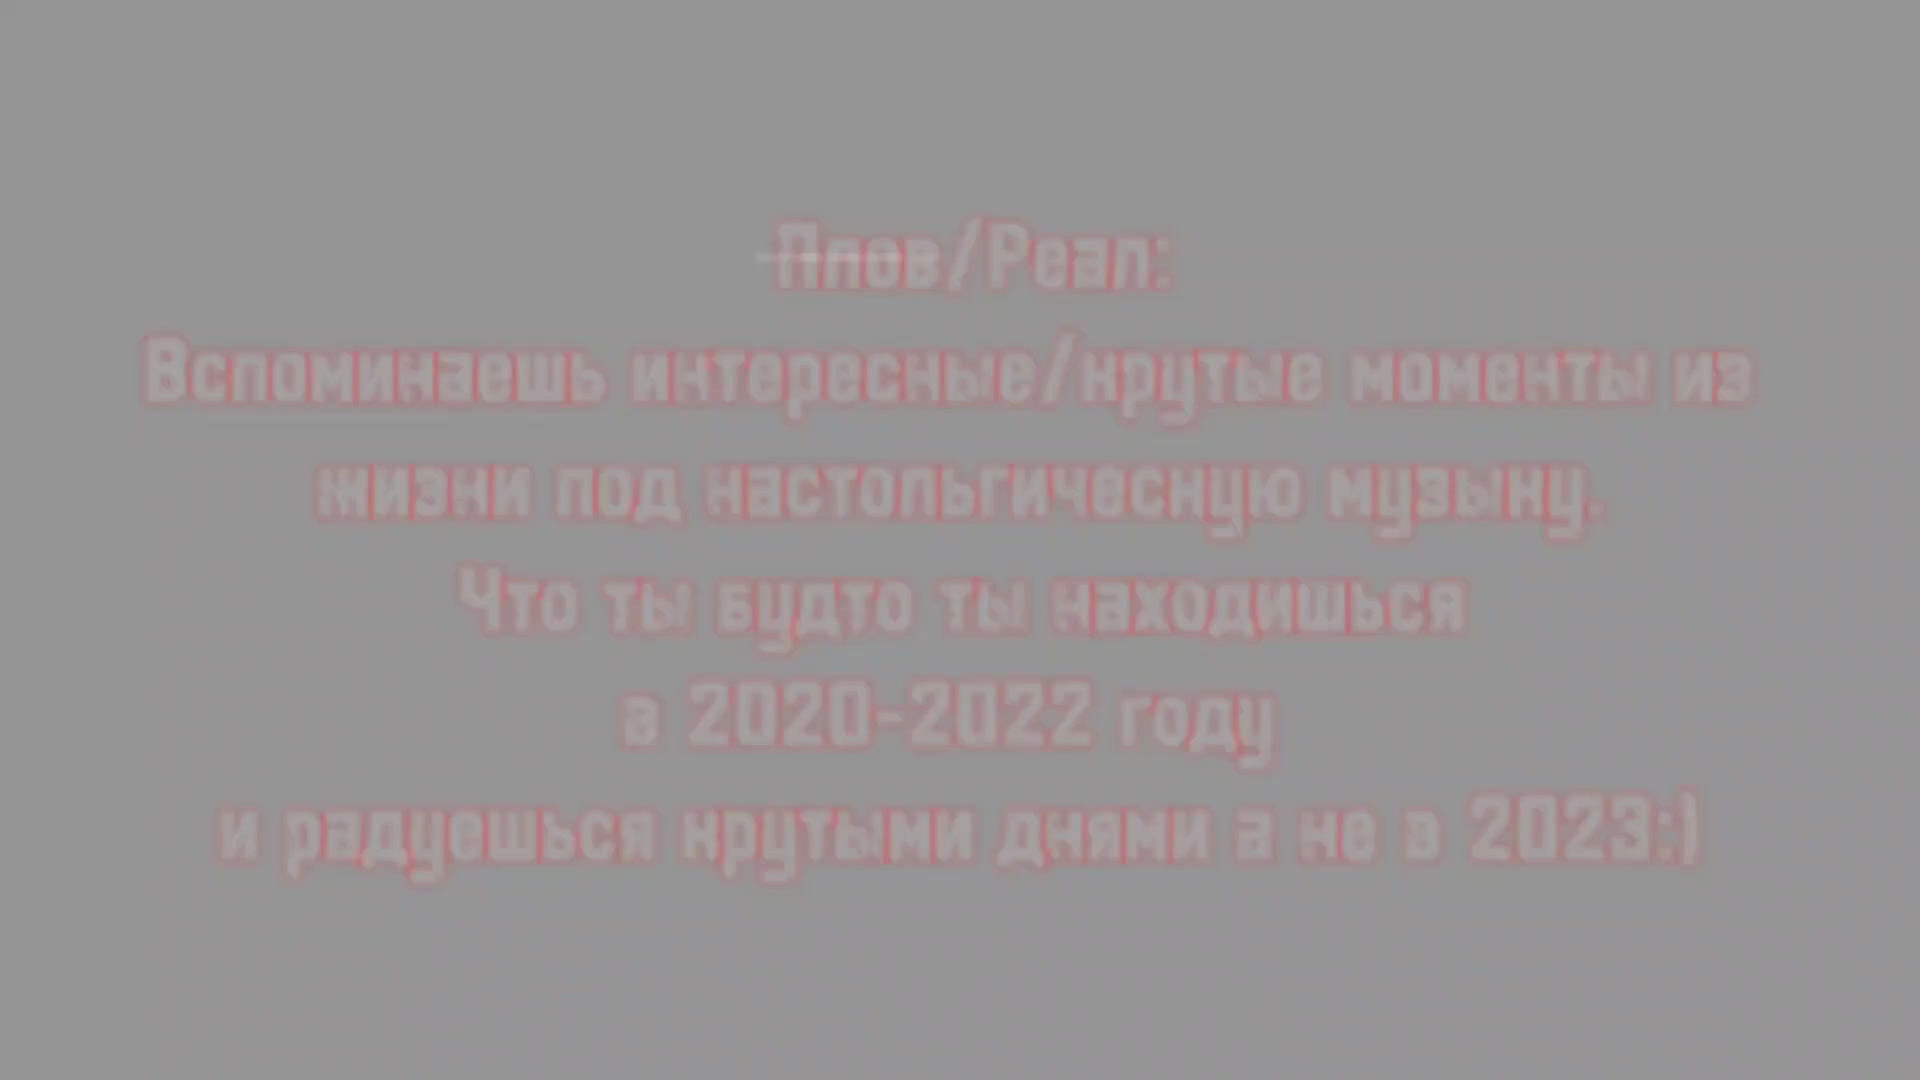 Плов/Реал:
Вспоминаешь интересные/крутые моменты из
жизни под настольгическую музыку.
Что ты будто ты находишься
в 2020-2022 году
и радуешься крутыми днями а не в 2023:)